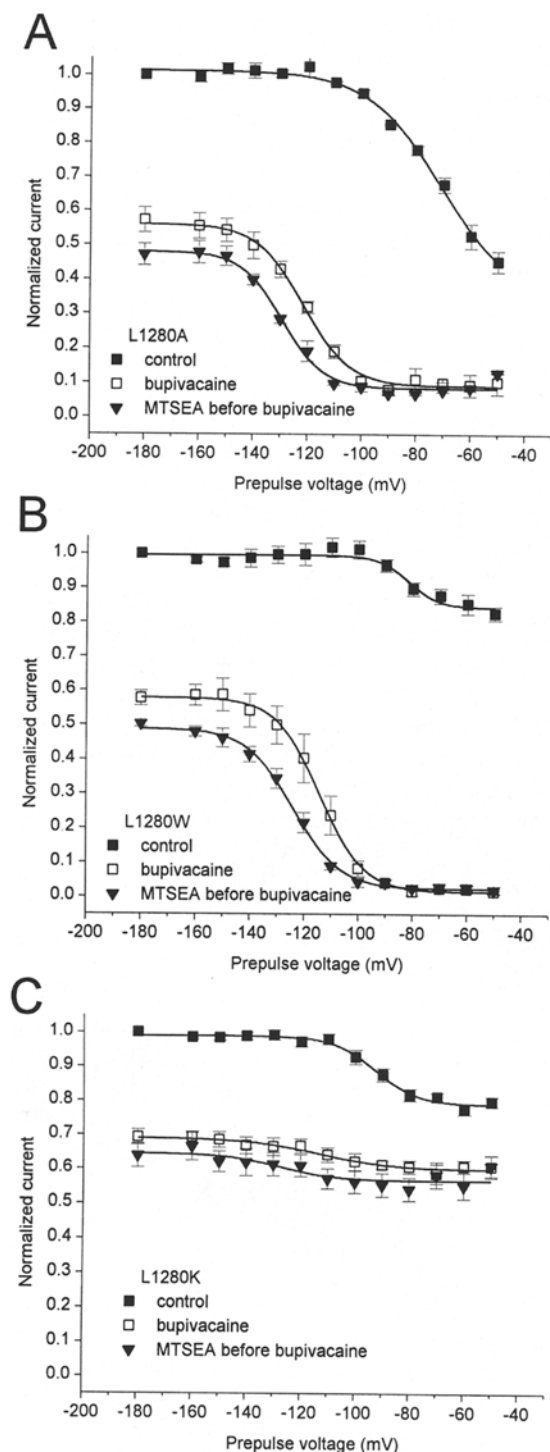 A
1.0
0.9
0.8
0.7
0.6
0.5
0.4
0.3
0.2
0.1
0.0
Normalized current
L1280A
control
bupivacaine
MTSEA before bupivacaine
-200 -180 -160 -140 -120 -100 -80 -60 -40
Prepulse voltage (mV)
B
1.0
0.9
0.8
0.7
0.6
0.5
0.4
0.3
0.2
0.1
0.0
Normalized current
L1280W
control
bupivacaine
MTSEA before bupivacaine
-200 -180 -160 -140 -120 -100 -80 -60 -40
Prepulse voltage (mV)
C
1.0
0.9
0.8
0.7
0.6
0.5
0.4
0.3
0.2
0.1
0.0
Normalized current
L1280K
control
bupivacaine
MTSEA before bupivacaine
-200 -180 -160 -140 -120 -100 -80 -60 -40
Prepulse voltage (mV)